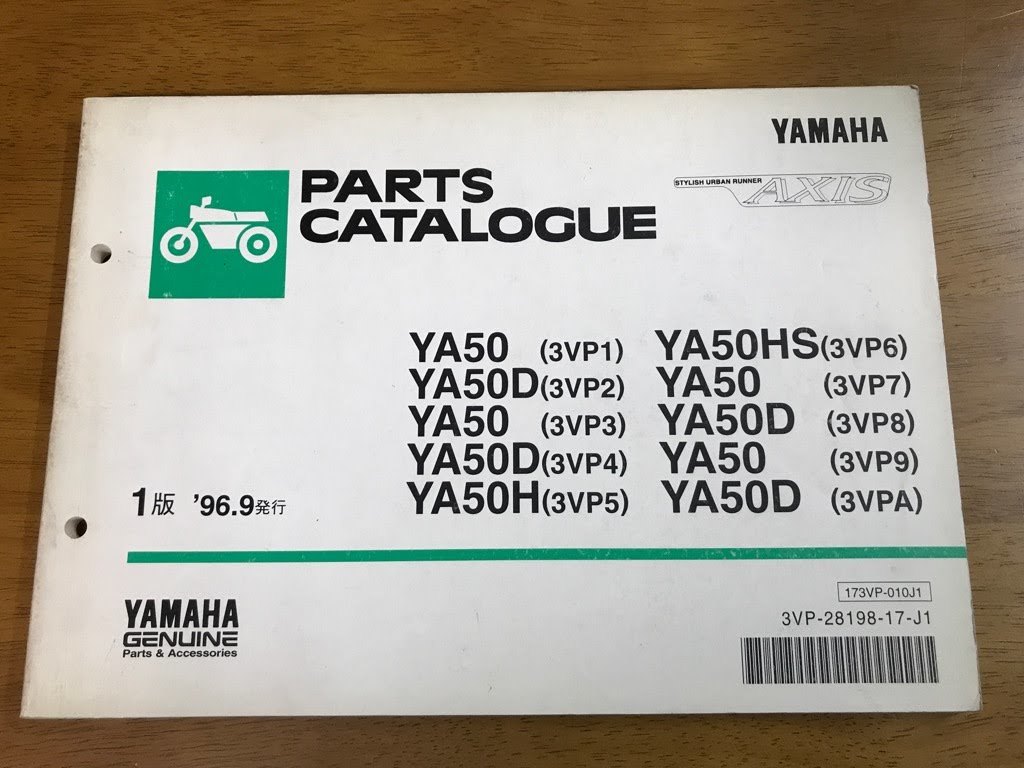 YAMAHA
PARTS
CATALOGUE
STYLISH URBAN RUNNER
AXIS
YA50 (3VP1) YA50HS(3VP6)
YA50D(3VP2) YA50 (3VP7)
YA50 (3VP3) YA50D (3VP8)
YA50D(3VP4) YA50 (3VP9)
YA50H(3VP5) YA50D (3VPA)
1版 '96.9発行
YAMAHA
GENUINE
Parts & Accessories
173VP-010J1
3VP-28198-17-J1